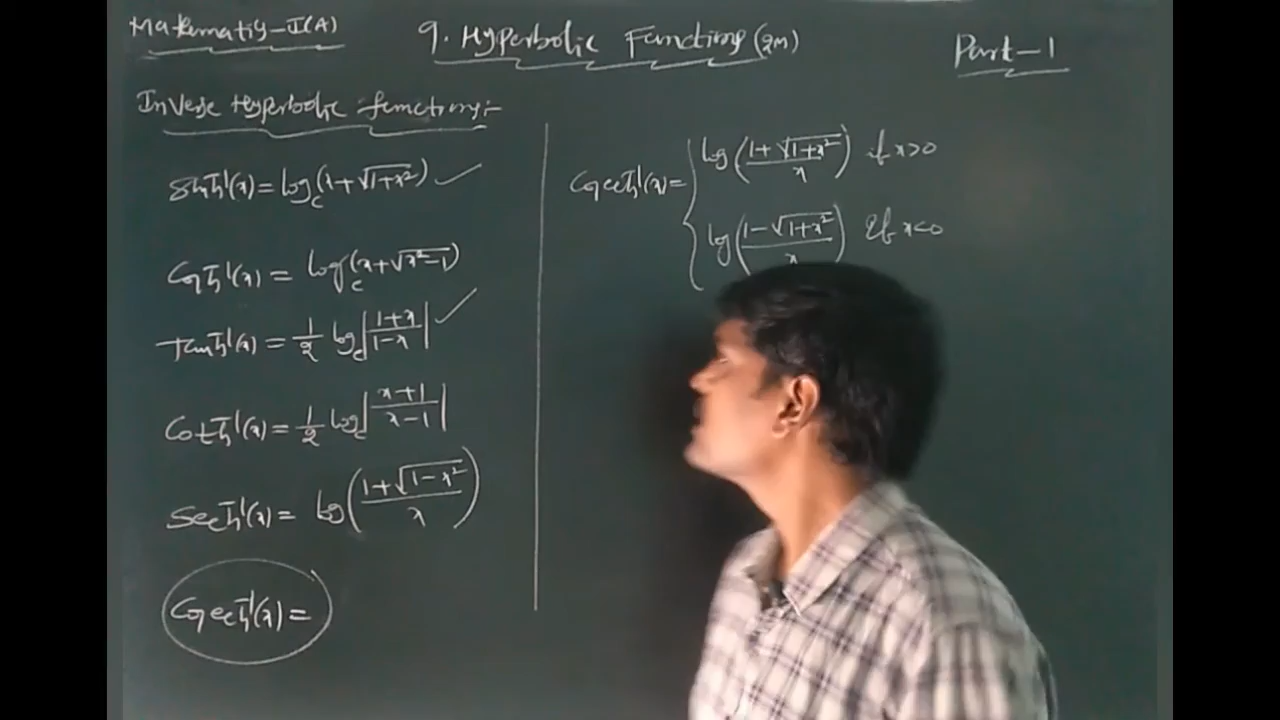 Mathematics-I(A)
9. Hyperbolic Functions (2M)
Part-1
Inverse Hyperbolic functions:-
Sinh⁻¹(x) = logₑ(x+√(1+x²)) ✓
Cosh⁻¹(x) = logₑ(x+√(x²-1))
Tanh⁻¹(x) = 1/2 logₑ|(1+x)/(1-x)| ✓
Coth⁻¹(x) = 1/2 logₑ|(x+1)/(x-1)|
Sech⁻¹(x) = log((1+√(1-x²))/x)
Cosech⁻¹(x) =
Cosech⁻¹(x) = { log((1+√(1+x²))/x) if x>0
log((1-√(1+x²))/x) If x<0